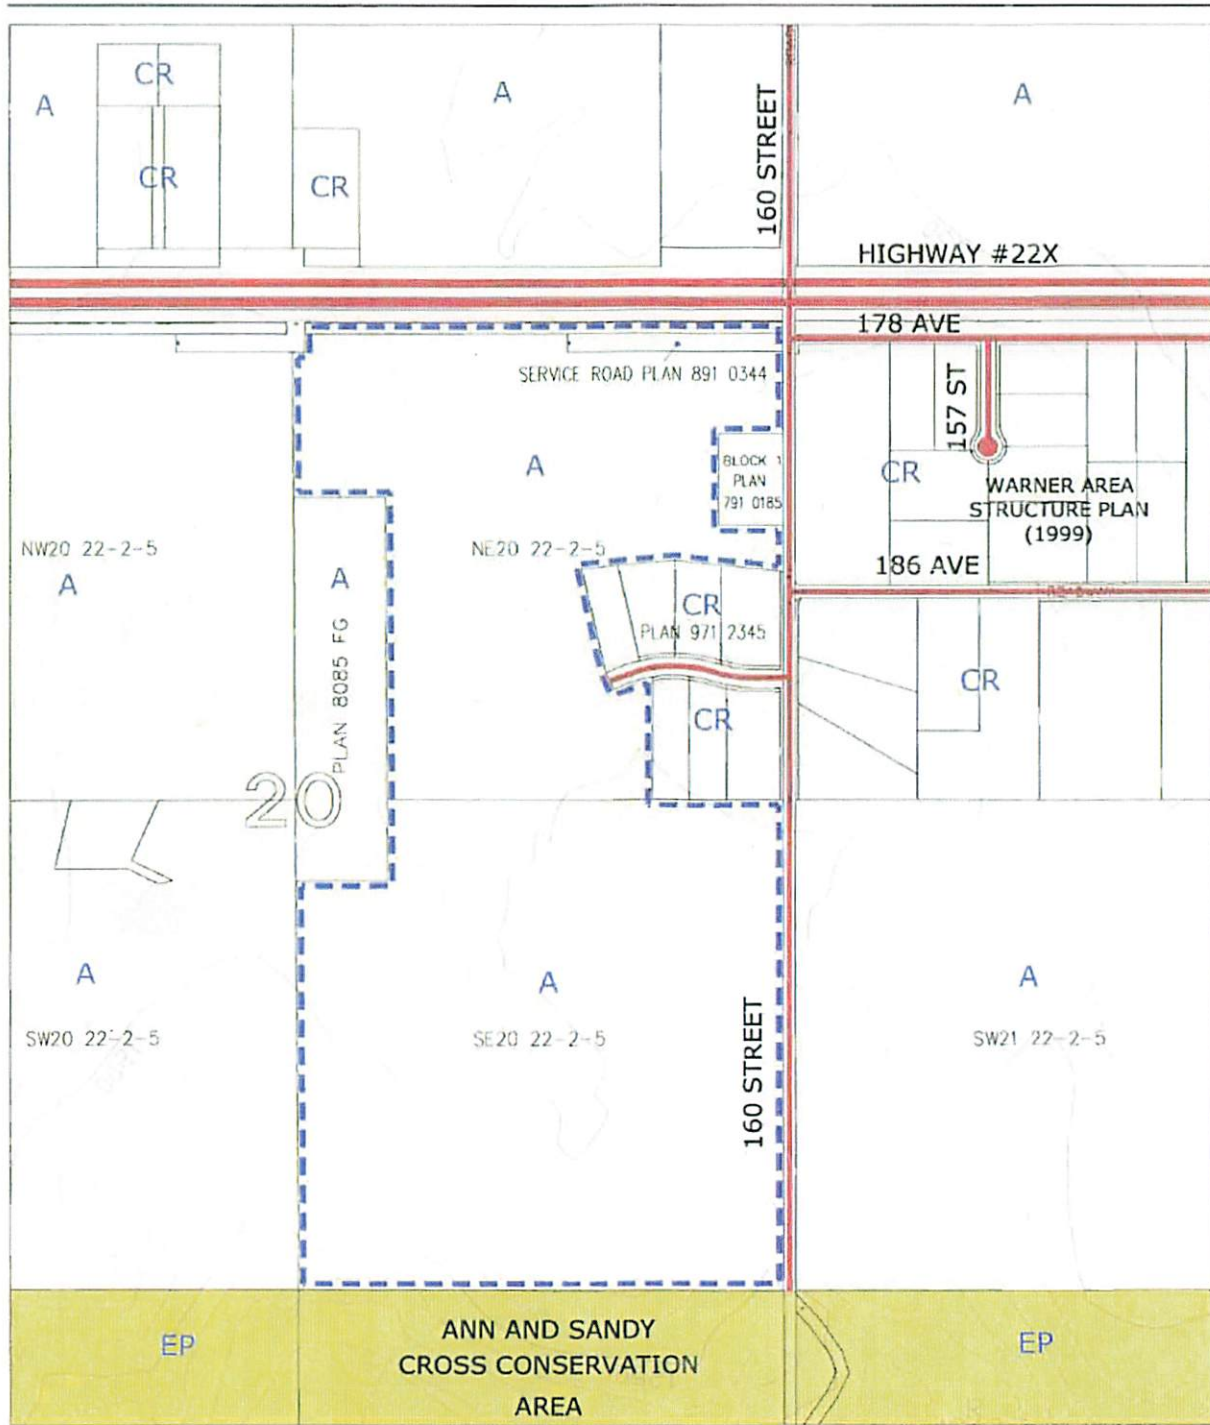 CR
A
A
A
CR
CR
160 STREET
HIGHWAY #22X
178 AVE
SERVICE ROAD PLAN 891 0344
157 ST
A
BLOCK 1
PLAN
791 0185
CR
WARNER AREA
STRUCTURE PLAN
(1999)
NW20 22-2-5
A
NE20 22-2-5
186 AVE
A
CR
PLAN 971 2345
PLAN 8085 FG
CR
CR
20
A
A
A
SW20 22-2-5
SE20 22-2-5
160 STREET
SW21 22-2-5
EP
ANN AND SANDY
CROSS CONSERVATION
AREA
EP